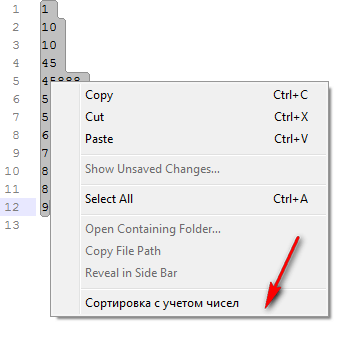 1 1
2 10
3 10
4 45
5 45888
6 5
7 5
8 6
9 7
10 8
11 8
12 9
13
Copy Ctrl+C
Cut Ctrl+X
Paste Ctrl+V
Show Unsaved Changes...
Select All Ctrl+A
Open Containing Folder...
Copy File Path
Reveal in Side Bar
Сортировка с учетом чисел